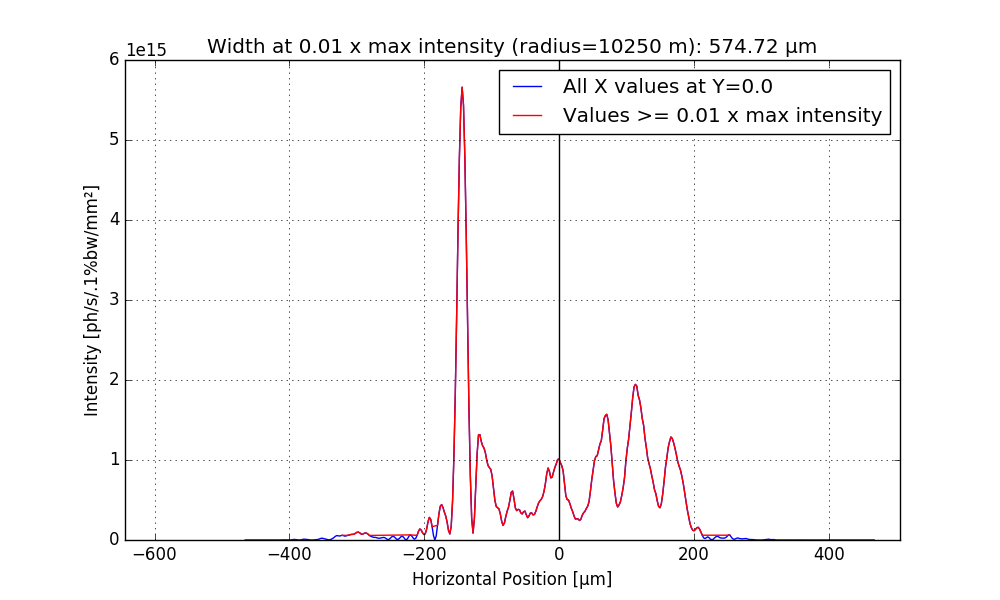 Width at 0.01 x max intensity (radius=10250 m): 574.72 µm
1e15
All X values at Y=0.0
Values >= 0.01 x max intensity
6
5
4
3
2
1
0
Intensity [ph/s/.1%bw/mm²]
−600 −400 −200 0 200 400
Horizontal Position [µm]